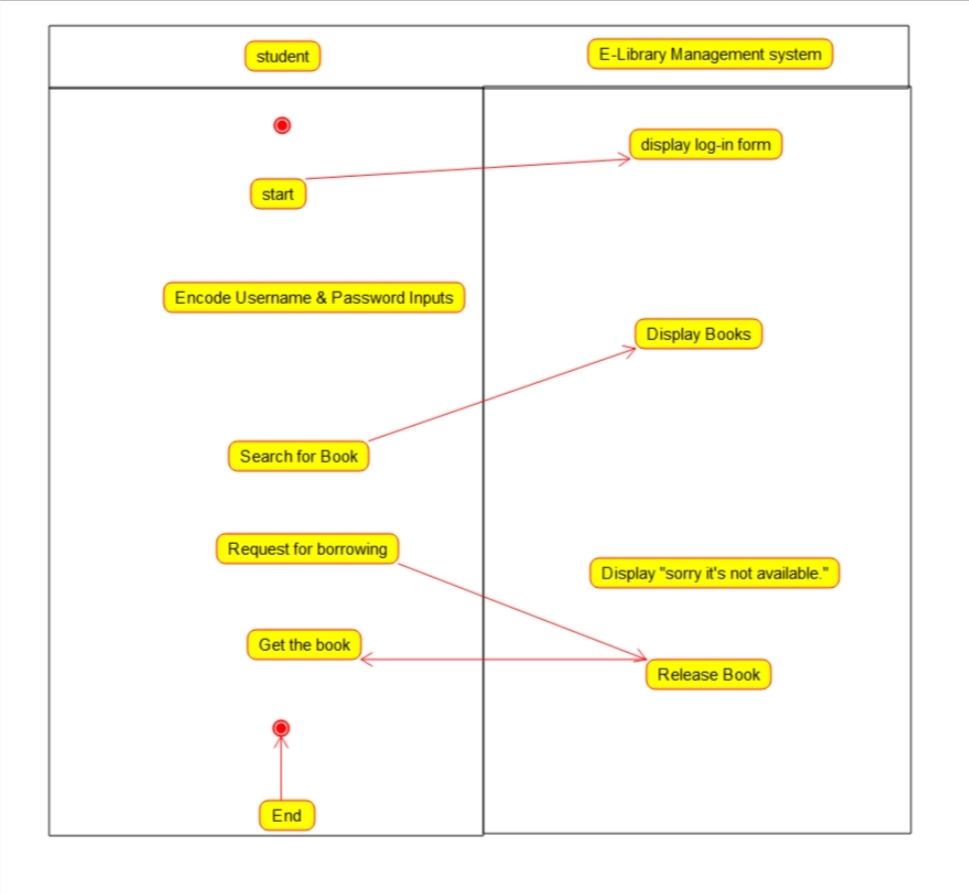 student
E-Library Management system
display log-in form
start
Encode Username & Password Inputs
Display Books
Search for Book
Request for borrowing
Display "sorry it's not available."
Get the book
Release Book
End